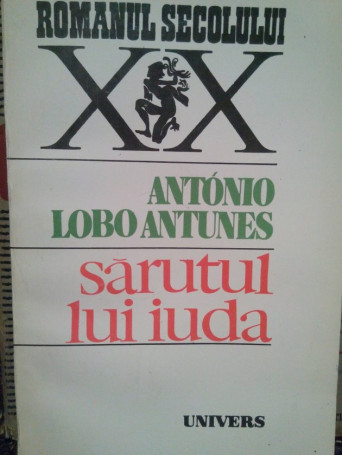 ROMANUL SECOLULUI
XX
ANTÓNIO
LOBO ANTUNES
sărutul
lui iuda
UNIVERS